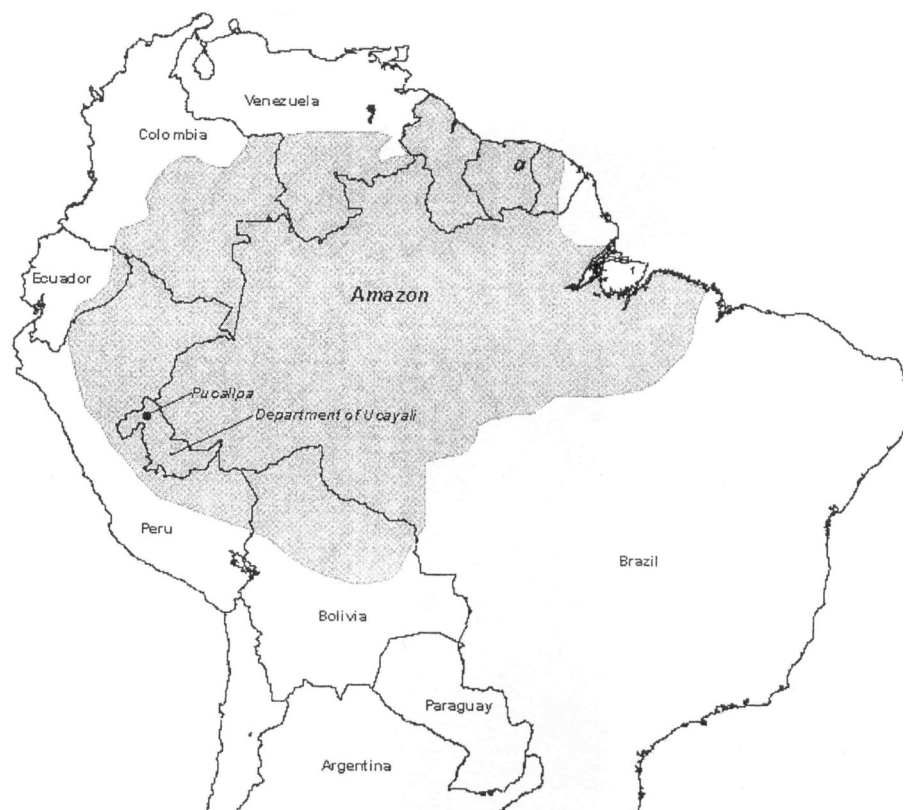 Venezuela
Colombia
Ecuador
Amazon
Pucallpa
Department of Ucayali
Peru
Brazil
Bolivia
Paraguay
Argentina